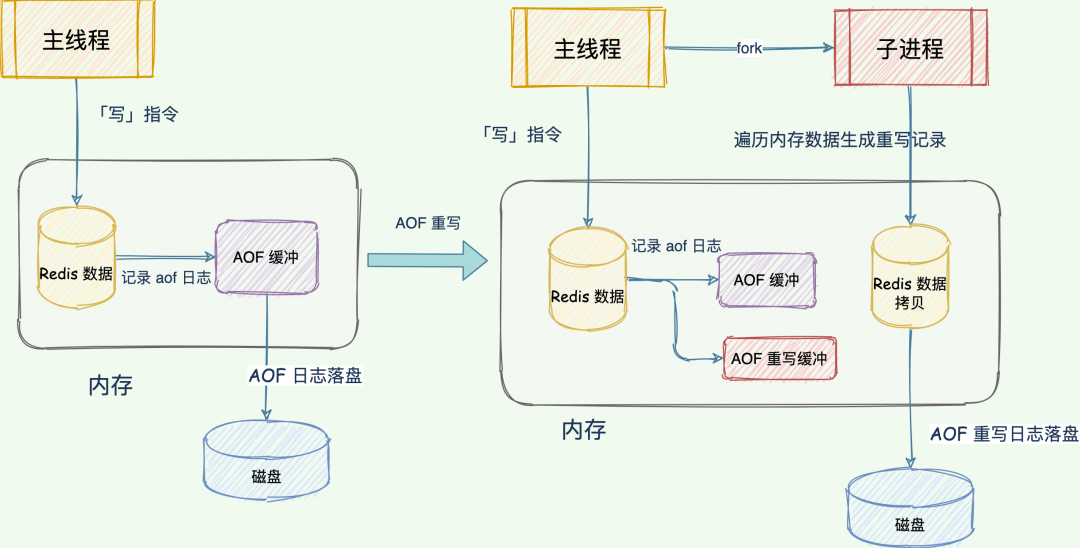 主线程
「写」指令
Redis 数据
记录 aof 日志
AOF 缓冲
内存
AOF 日志落盘
磁盘
AOF 重写
主线程
fork
子进程
「写」指令
遍历内存数据生成重写记录
记录 aof 日志
Redis 数据
AOF 缓冲
AOF 重写缓冲
Redis 数据
拷贝
内存
AOF 重写日志落盘
磁盘